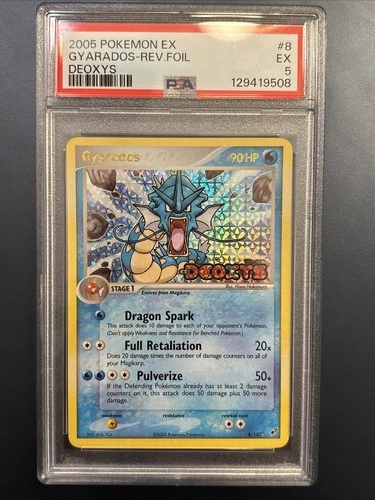 2005 POKEMON EX #8
GYARADOS-REV.FOIL EX
DEOXYS 5
PSA
129419508
Gyarados 90 HP
EX
DEOXYS
STAGE 1
Evolves from Magikarp
Dragon Spark
This attack does 10 damage to each of your opponent's Pokémon.
(Don't apply Weakness and Resistance for Benched Pokémon.)
Full Retaliation 20x
Does 20 damage times the number of damage counters on all of
your Magikarp.
Pulverize 50+
If the Defending Pokémon already has at least 2 damage
counters on it, this attack does 50 damage plus 50 more
damage.
weakness resistance retreat cost
8/107